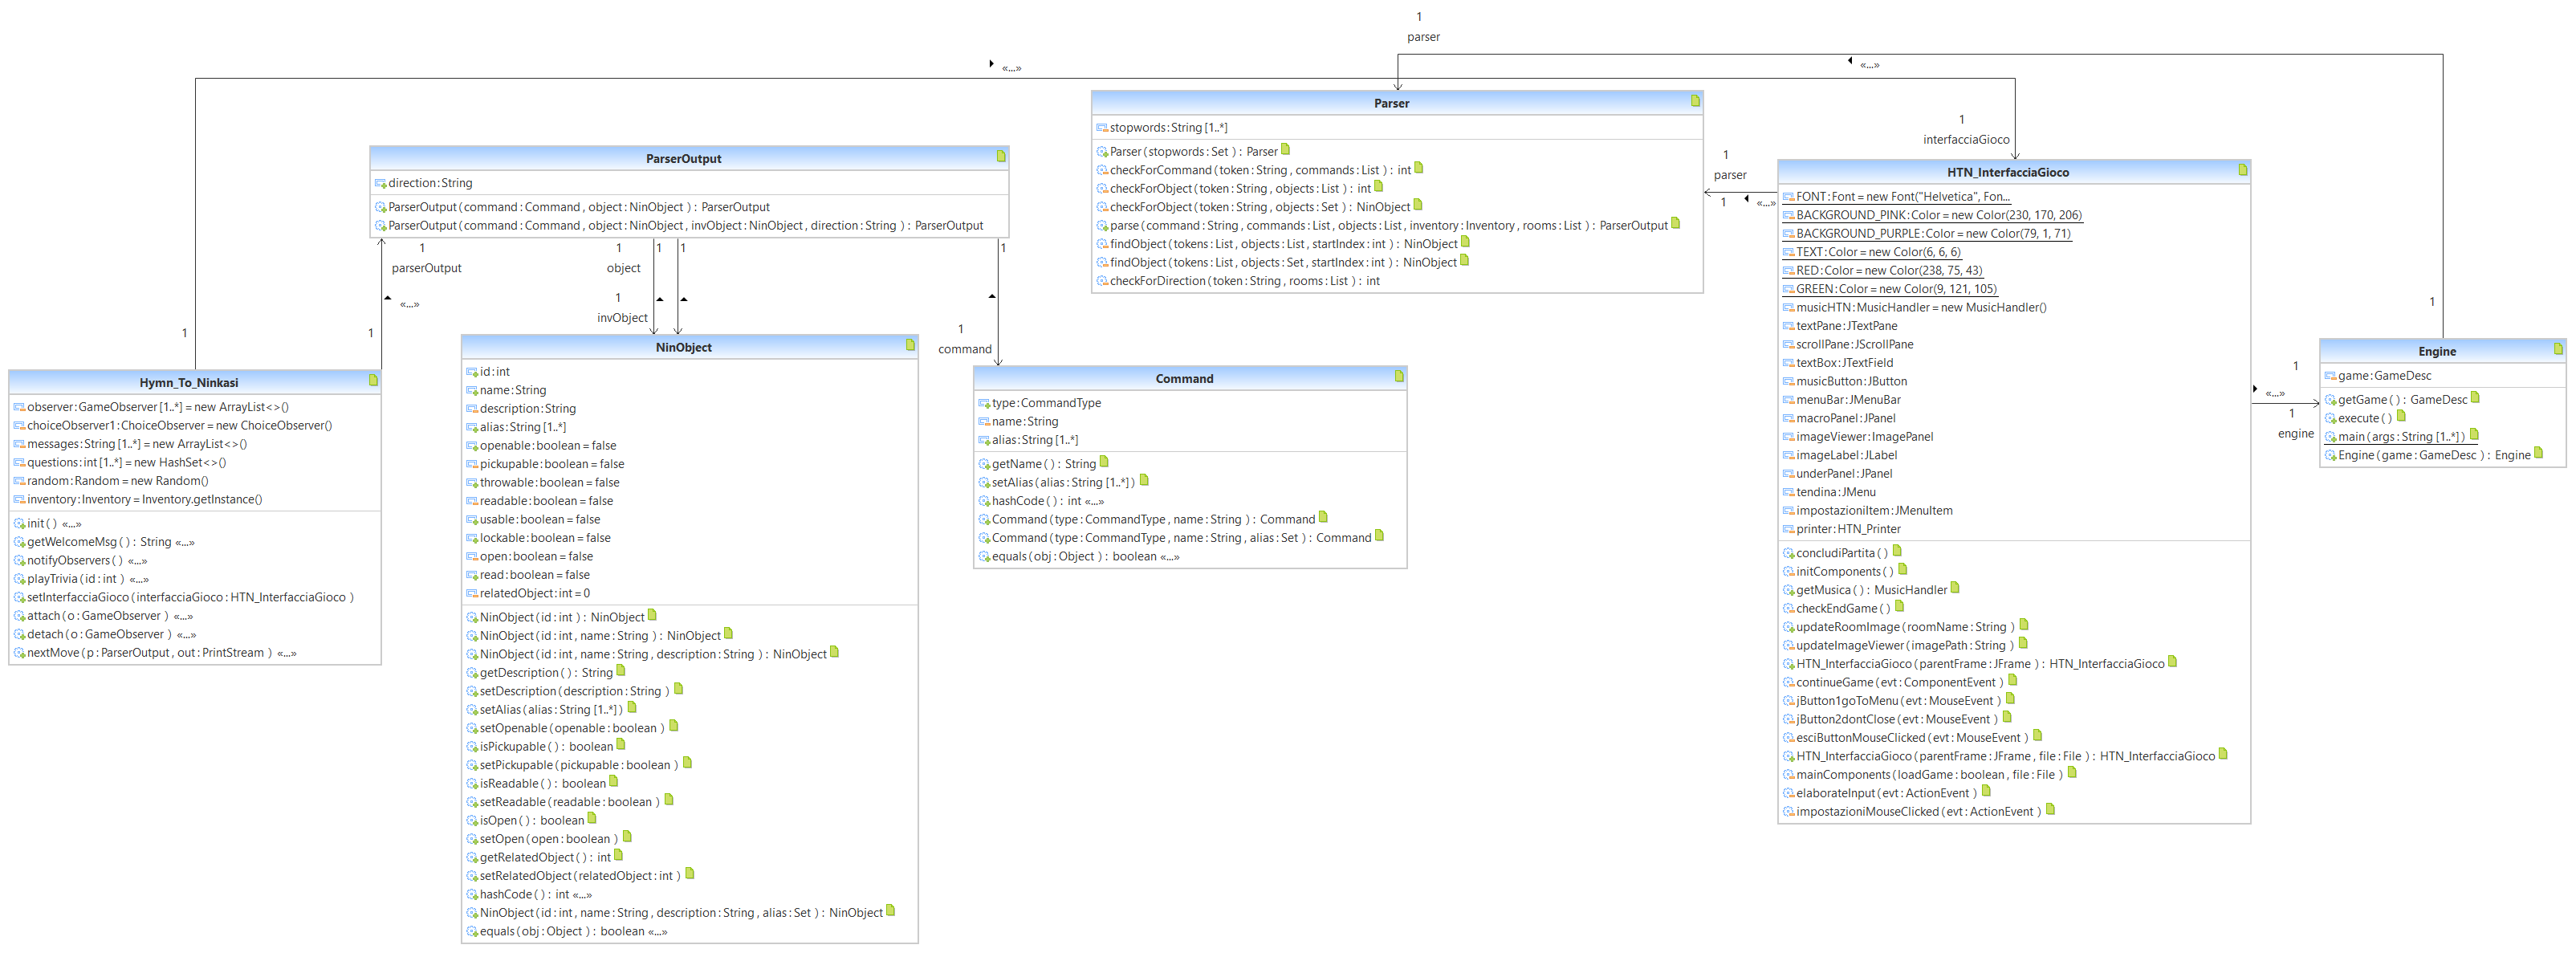 1
parser
«...»
«...»
Parser
stopwords:String [1..*]
Parser(stopwords:Set): Parser
checkForCommand(token:String, commands:List): int
checkForObject(token:String, objects:List): int
checkForObject(token:String, objects:Set): NinObject
parse(command:String, commands:List, objects:List, inventory:Inventory, rooms:List): ParserOutput
findObject(tokens:List, objects:List, startIndex:int): NinObject
findObject(tokens:List, objects:Set, startIndex:int): NinObject
checkForDirection(token:String, rooms:List): int
1
interfacciaGioco
1
parser
1
«...»
ParserOutput
direction:String
ParserOutput(command:Command, object:NinObject): ParserOutput
ParserOutput(command:Command, object:NinObject, invObject:NinObject, direction:String): ParserOutput
1
parserOutput
«...»
1
1
1
object
1
1
1
invObject
1
1
command
HTN_InterfacciaGioco
FONT:Font = new Font("Helvetica", Fon...
BACKGROUND_PINK:Color = new Color(230, 170, 206)
BACKGROUND_PURPLE:Color = new Color(79, 1, 71)
TEXT:Color = new Color(6, 6, 6)
RED:Color = new Color(238, 75, 43)
GREEN:Color = new Color(9, 121, 105)
musicHTN:MusicHandler = new MusicHandler()
textPane:JTextPane
scrollPane:JScrollPane
textBox:JTextField
musicButton:JButton
menuBar:JMenuBar
macroPanel:JPanel
imageViewer:ImagePanel
imageLabel:JLabel
underPanel:JPanel
tendina:JMenu
impostazioniItem:JMenuItem
printer:HTN_Printer
concludiPartita()
initComponents()
getMusica(): MusicHandler
checkEndGame()
updateRoomImage(roomName:String)
updateImageViewer(imagePath:String)
HTN_InterfacciaGioco(parentFrame:JFrame): HTN_InterfacciaGioco
continueGame(evt:ComponentEvent)
jButton1goToMenu(evt:MouseEvent)
jButton2dontClose(evt:MouseEvent)
esciButtonMouseClicked(evt:MouseEvent)
HTN_InterfacciaGioco(parentFrame:JFrame, file:File): HTN_InterfacciaGioco
mainComponents(loadGame:boolean, file:File)
elaborateInput(evt:ActionEvent)
impostazioniMouseClicked(evt:ActionEvent)
1
1
«...»
1
engine
Engine
game:GameDesc
getGame(): GameDesc
execute()
main(args:String [1..*])
Engine(game:GameDesc): Engine
NinObject
id:int
name:String
description:String
alias:String [1..*]
openable:boolean = false
pickupable:boolean = false
throwable:boolean = false
readable:boolean = false
usable:boolean = false
lockable:boolean = false
open:boolean = false
read:boolean = false
relatedObject:int = 0
NinObject(id:int): NinObject
NinObject(id:int, name:String): NinObject
NinObject(id:int, name:String, description:String): NinObject
getDescription(): String
setDescription(description:String)
setAlias(alias:String [1..*])
setOpenable(openable:boolean)
isPickupable(): boolean
setPickupable(pickupable:boolean)
isReadable(): boolean
setReadable(readable:boolean)
isOpen(): boolean
setOpen(open:boolean)
getRelatedObject(): int
setRelatedObject(relatedObject:int)
hashCode(): int «...»
NinObject(id:int, name:String, description:String, alias:Set): NinObject
equals(obj:Object): boolean «...»
Command
type:CommandType
name:String
alias:String [1..*]
getName(): String
setAlias(alias:String [1..*])
hashCode(): int «...»
Command(type:CommandType, name:String): Command
Command(type:CommandType, name:String, alias:Set): Command
equals(obj:Object): boolean «...»
1
Hymn_To_Ninkasi
observer:GameObserver [1..*] = new ArrayList<>()
choiceObserver1:ChoiceObserver = new ChoiceObserver()
messages:String [1..*] = new ArrayList<>()
questions:int [1..*] = new HashSet<>()
random:Random = new Random()
inventory:Inventory = Inventory.getInstance()
init() «...»
getWelcomeMsg(): String «...»
notifyObservers() «...»
playTrivia(id:int) «...»
setInterfacciaGioco(interfacciaGioco:HTN_InterfacciaGioco)
attach(o:GameObserver) «...»
detach(o:GameObserver) «...»
nextMove(p:ParserOutput, out:PrintStream) «...»